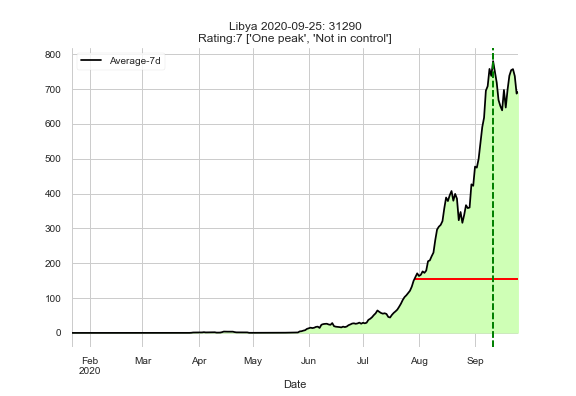 Libya 2020-09-25: 31290
Rating:7 ['One peak', 'Not in control']
Average-7d
800
700
600
500
400
300
200
100
0
Feb Mar Apr May Jun Jul Aug Sep
2020
Date